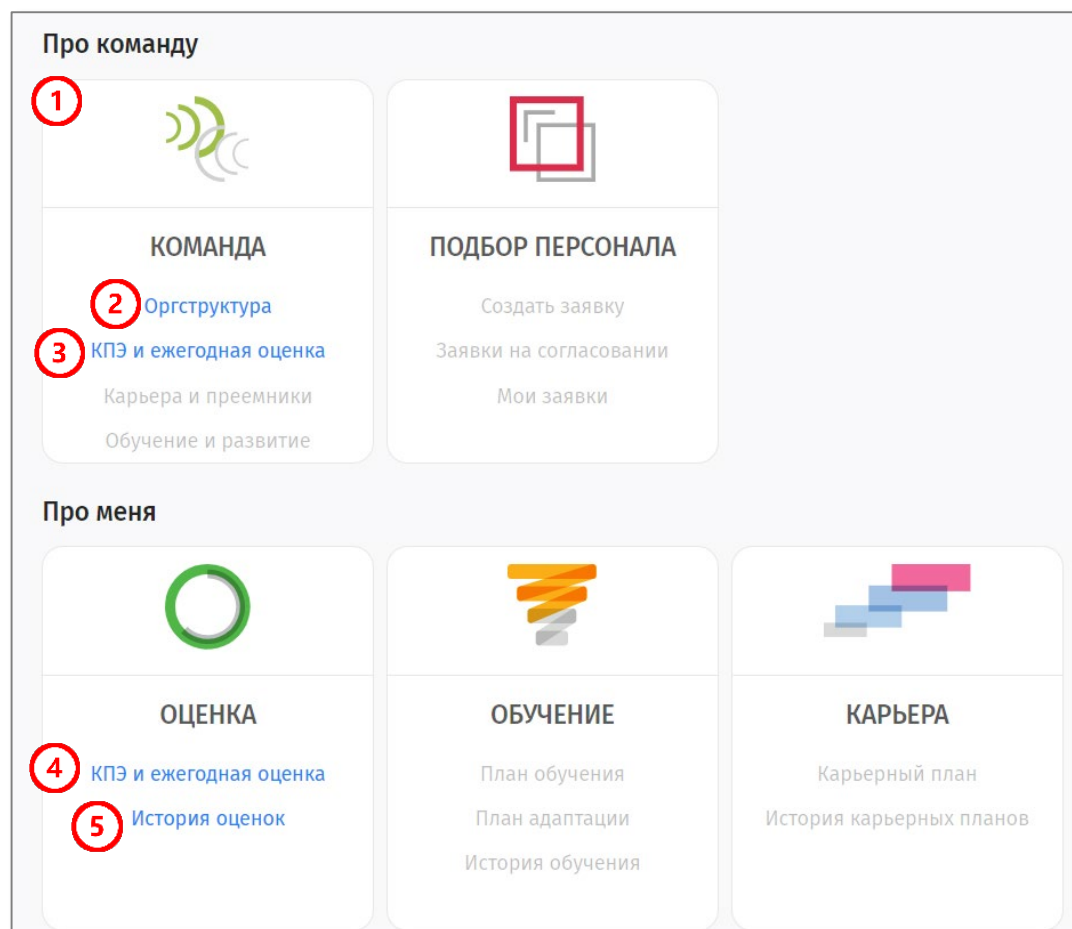 Про команду
1
КОМАНДА
2 Оргструктура
3 КПЭ и ежегодная оценка
Карьера и преемники
Обучение и развитие
ПОДБОР ПЕРСОНАЛА
Создать заявку
Заявки на согласовании
Мои заявки
Про меня
ОЦЕНКА
4 КПЭ и ежегодная оценка
5 История оценок
ОБУЧЕНИЕ
План обучения
План адаптации
История обучения
КАРЬЕРА
Карьерный план
История карьерных планов